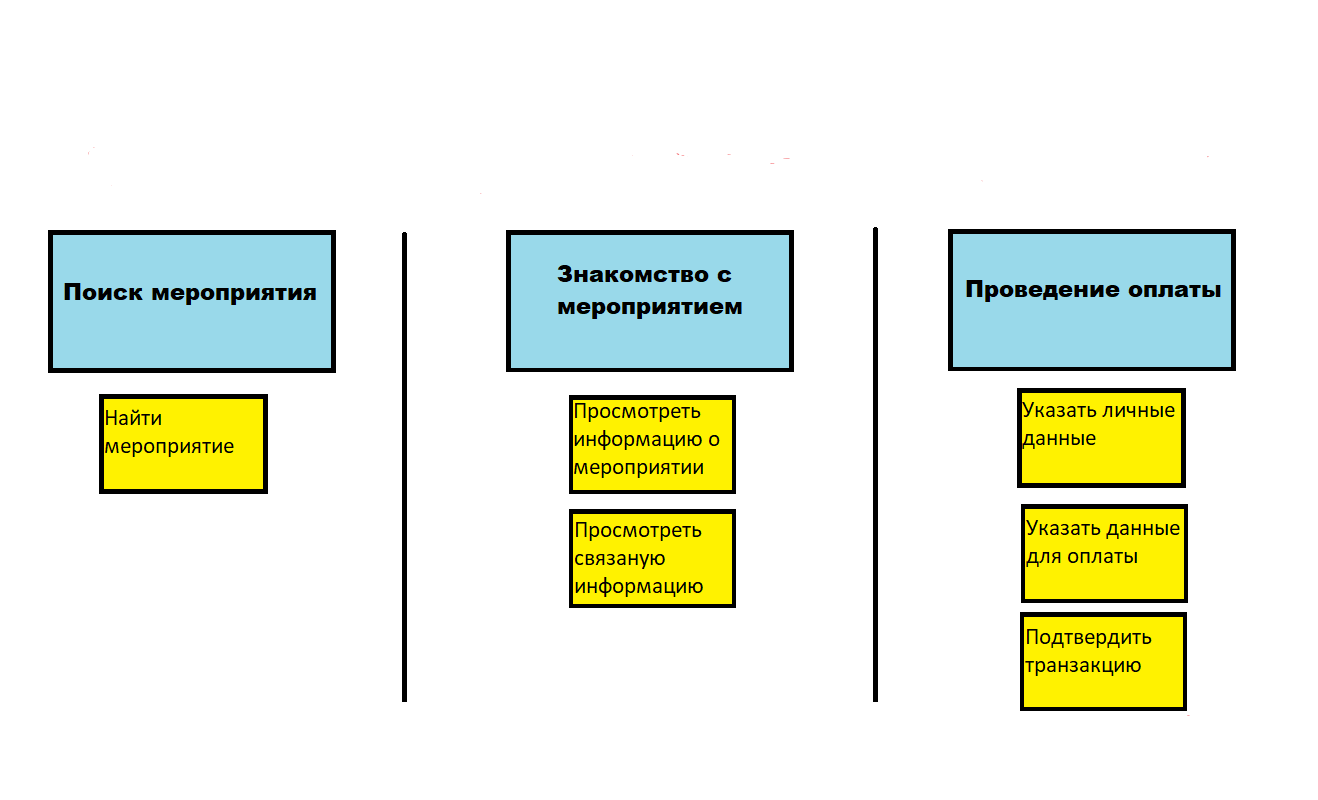 Поиск мероприятия
Найти
мероприятие
Знакомство с
мероприятием
Просмотреть
информацию о
мероприятии
Просмотреть
связаную
информацию
Проведение оплаты
Указать личные
данные
Указать данные
для оплаты
Подтвердить
транзакцию